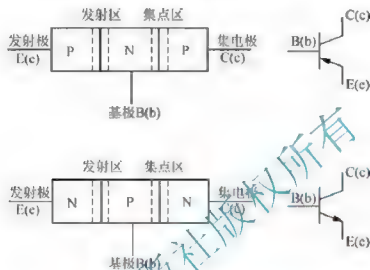 发射区 集点区
发射极 P N P 集电极
E(e) C(c)
基极B(b)
C(c)
B(b)
E(e)
发射区 集点区
发射极 N P N 集电极
E(e) C(c)
基极B(b)
C(c)
B(b)
E(e)
社版权所有